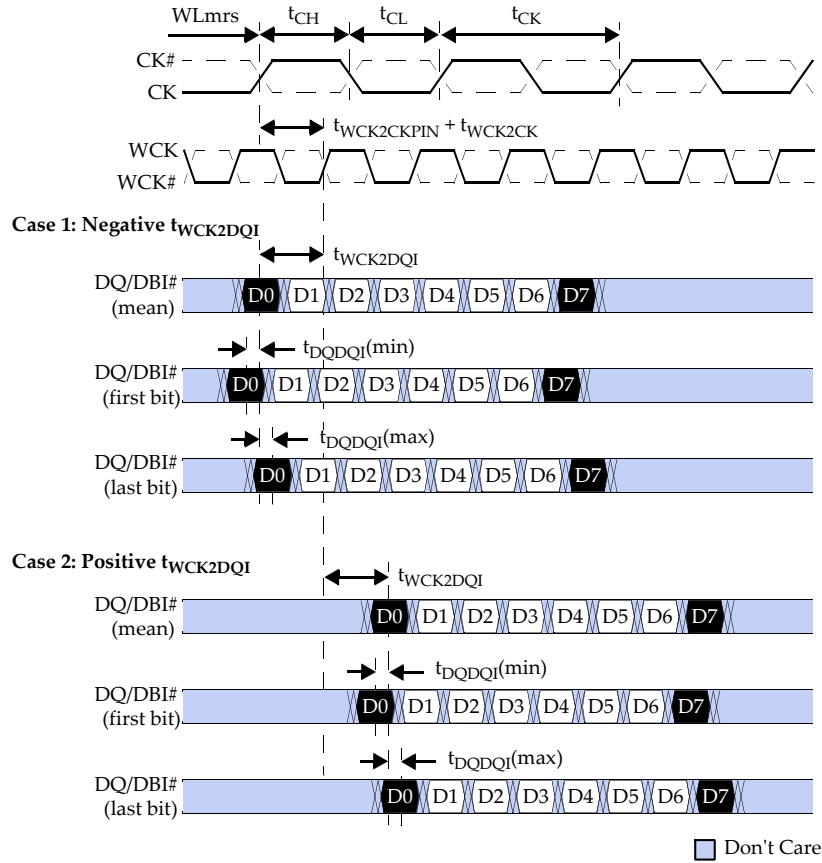 WLmrs tCH tCL tCK
CK#
CK
tWCK2CKPIN + tWCK2CK
WCK
WCK#
Case 1: Negative tWCK2DQI
tWCK2DQI
DQ/DBI#
(mean)
D0 D1 D2 D3 D4 D5 D6 D7
tDQDQI(min)
DQ/DBI#
(first bit)
D0 D1 D2 D3 D4 D5 D6 D7
tDQDQI(max)
DQ/DBI#
(last bit)
D0 D1 D2 D3 D4 D5 D6 D7
Case 2: Positive tWCK2DQI
tWCK2DQI
DQ/DBI#
(mean)
D0 D1 D2 D3 D4 D5 D6 D7
tDQDQI(min)
DQ/DBI#
(first bit)
D0 D1 D2 D3 D4 D5 D6 D7
tDQDQI(max)
DQ/DBI#
(last bit)
D0 D1 D2 D3 D4 D5 D6 D7
Don't Care